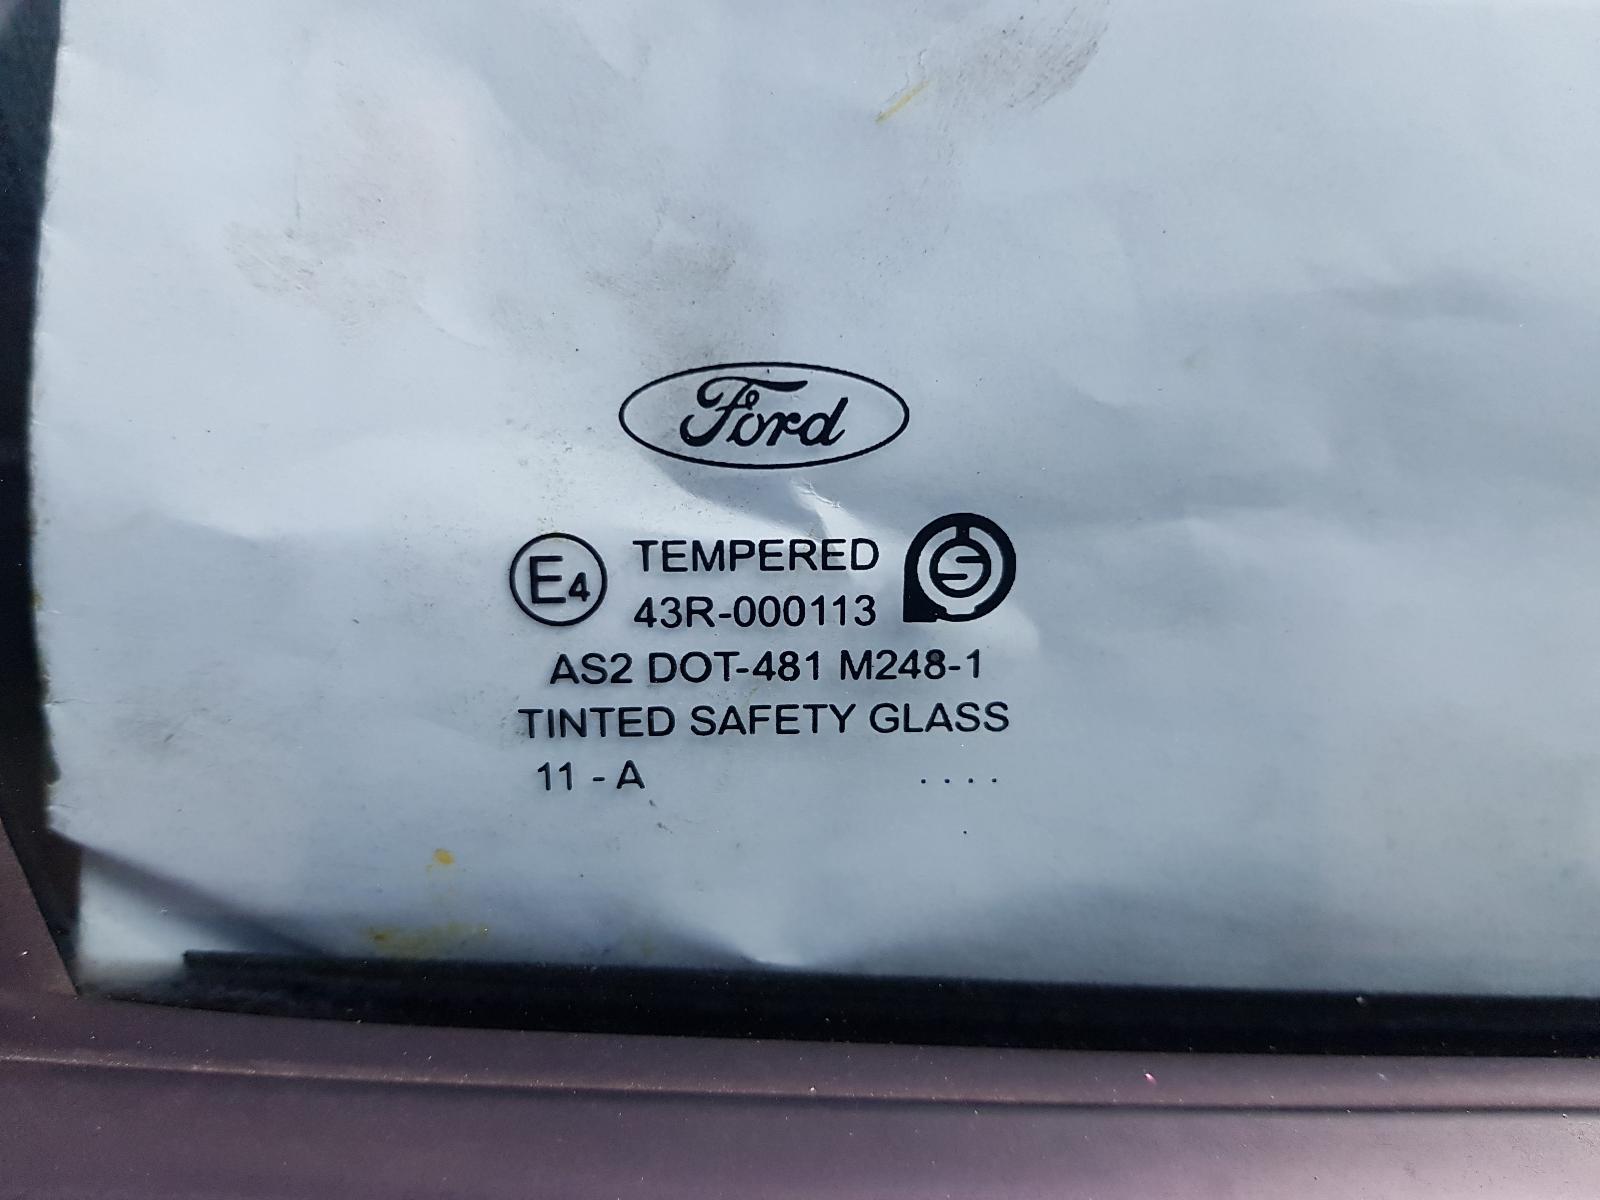 Ford
E4 TEMPERED S
43R-000113
AS2 DOT-481 M248-1
TINTED SAFETY GLASS
11 - A ....